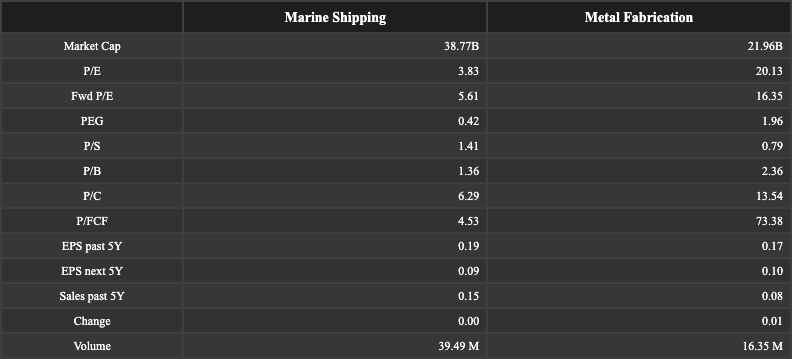 Marine Shipping Metal Fabrication
Market Cap 38.77B 21.96B
P/E 3.83 20.13
Fwd P/E 5.61 16.35
PEG 0.42 1.96
P/S 1.41 0.79
P/B 1.36 2.36
P/C 6.29 13.54
P/FCF 4.53 73.38
EPS past 5Y 0.19 0.17
EPS next 5Y 0.09 0.10
Sales past 5Y 0.15 0.08
Change 0.00 0.01
Volume 39.49 M 16.35 M